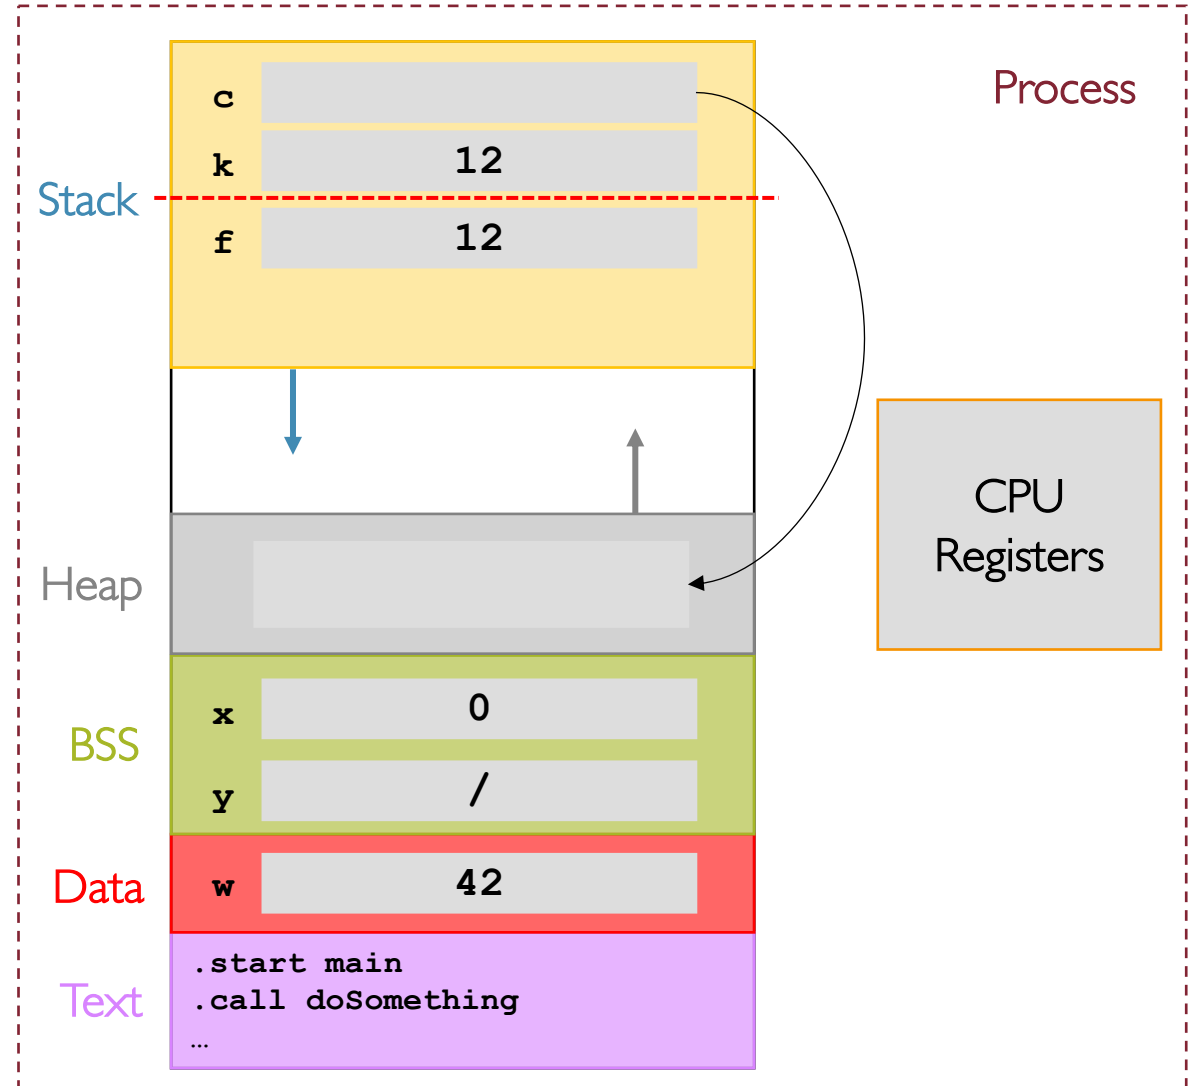 Process
c
k 12
Stack
f 12
CPU
Registers
Heap
x 0
BSS
y /
Data w 42
.start main
.call doSomething
Text
…